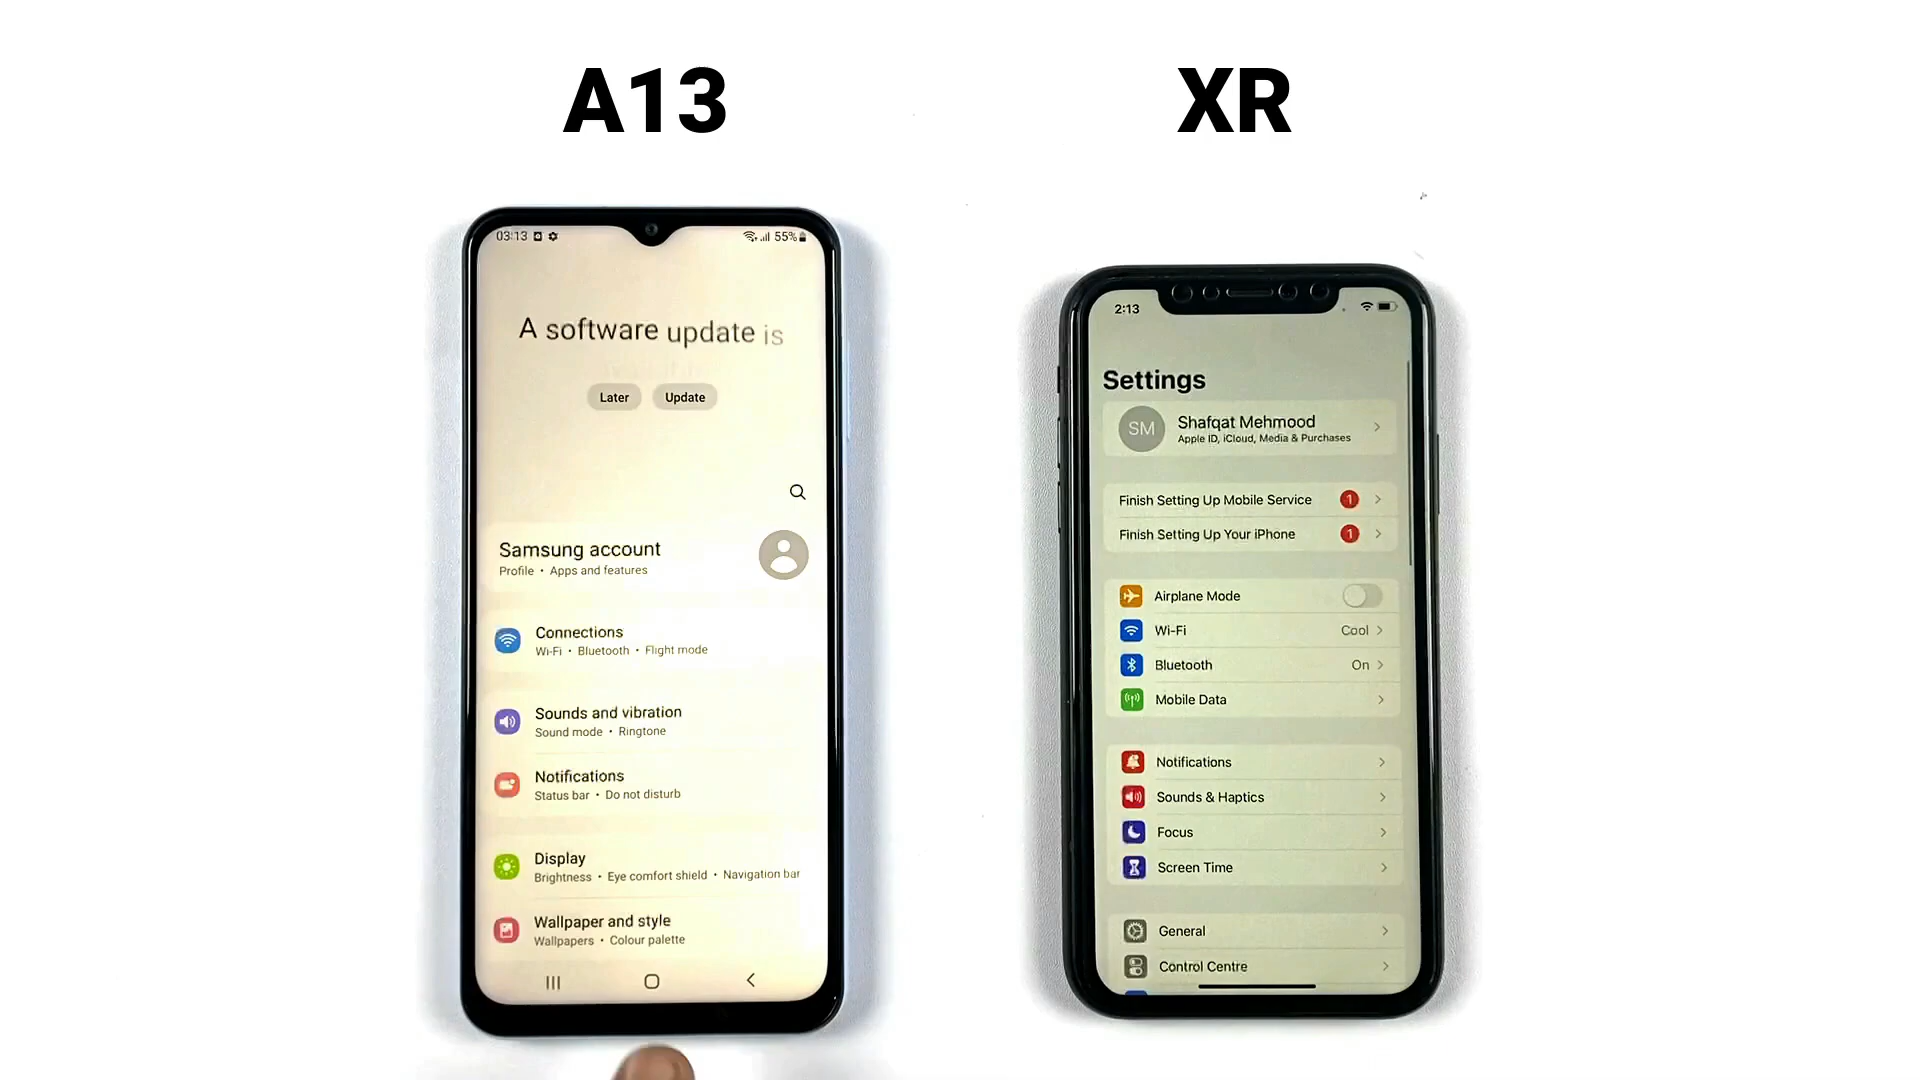 A13
XR
03:13
55%
A software update is
Later
Update
Samsung account
Profile • Apps and features
Connections
Wi-Fi • Bluetooth • Flight mode
Sounds and vibration
Sound mode • Ringtone
Notifications
Status bar • Do not disturb
Display
Brightness • Eye comfort shield • Navigation bar
Wallpaper and style
Wallpapers • Colour palette
2:13
Settings
SM
Shafqat Mehmood
Apple ID, iCloud, Media & Purchases
Finish Setting Up Mobile Service 1
Finish Setting Up Your iPhone 1
Airplane Mode
Wi-Fi Cool
Bluetooth On
Mobile Data
Notifications
Sounds & Haptics
Focus
Screen Time
General
Control Centre